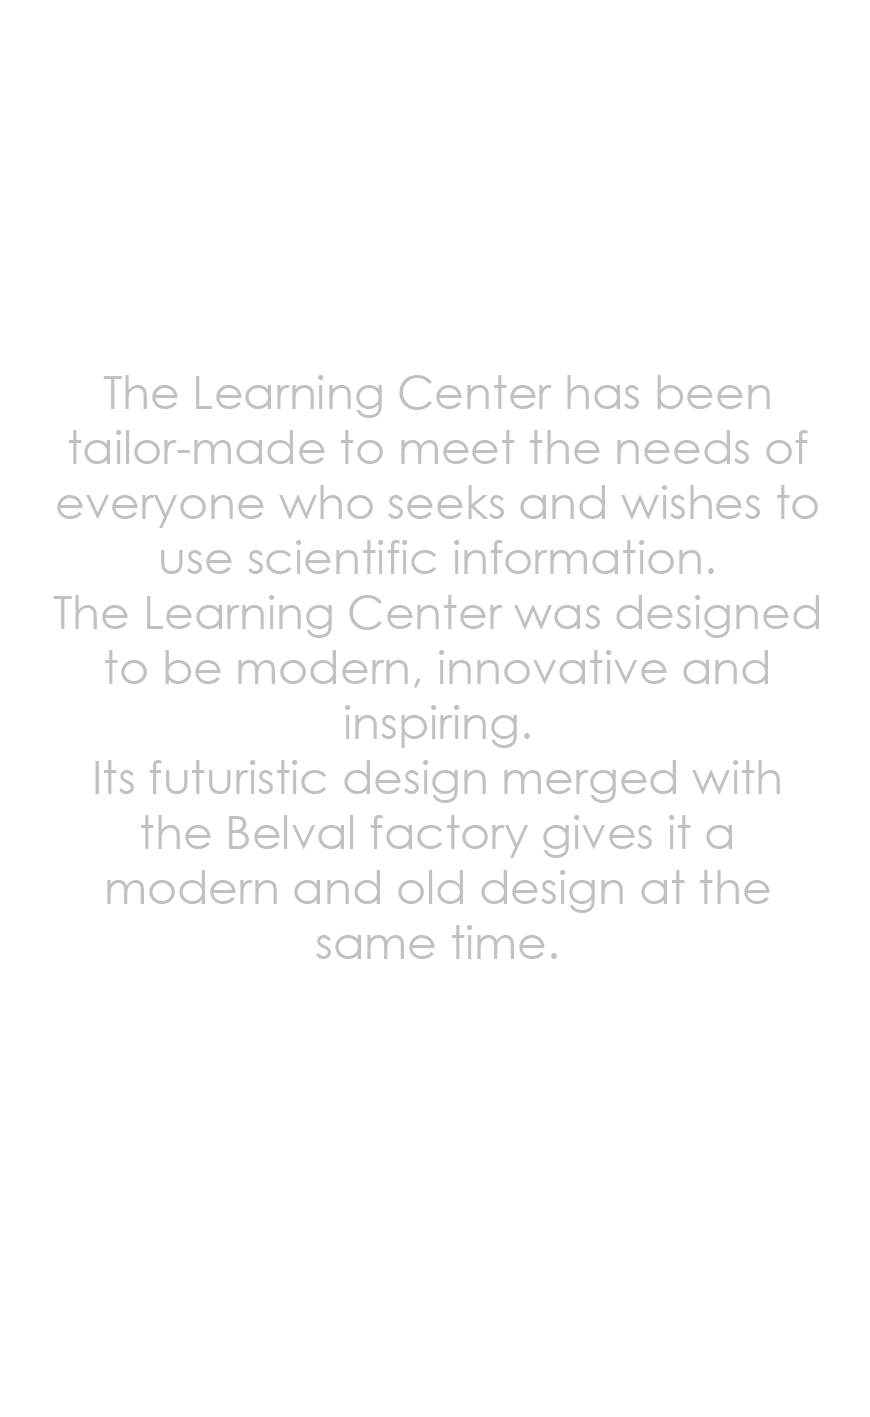 The Learning Center has been
tailor-made to meet the needs of
everyone who seeks and wishes to
use scientific information.
The Learning Center was designed
to be modern, innovative and
inspiring.
Its futuristic design merged with
the Belval factory gives it a
modern and old design at the
same time.